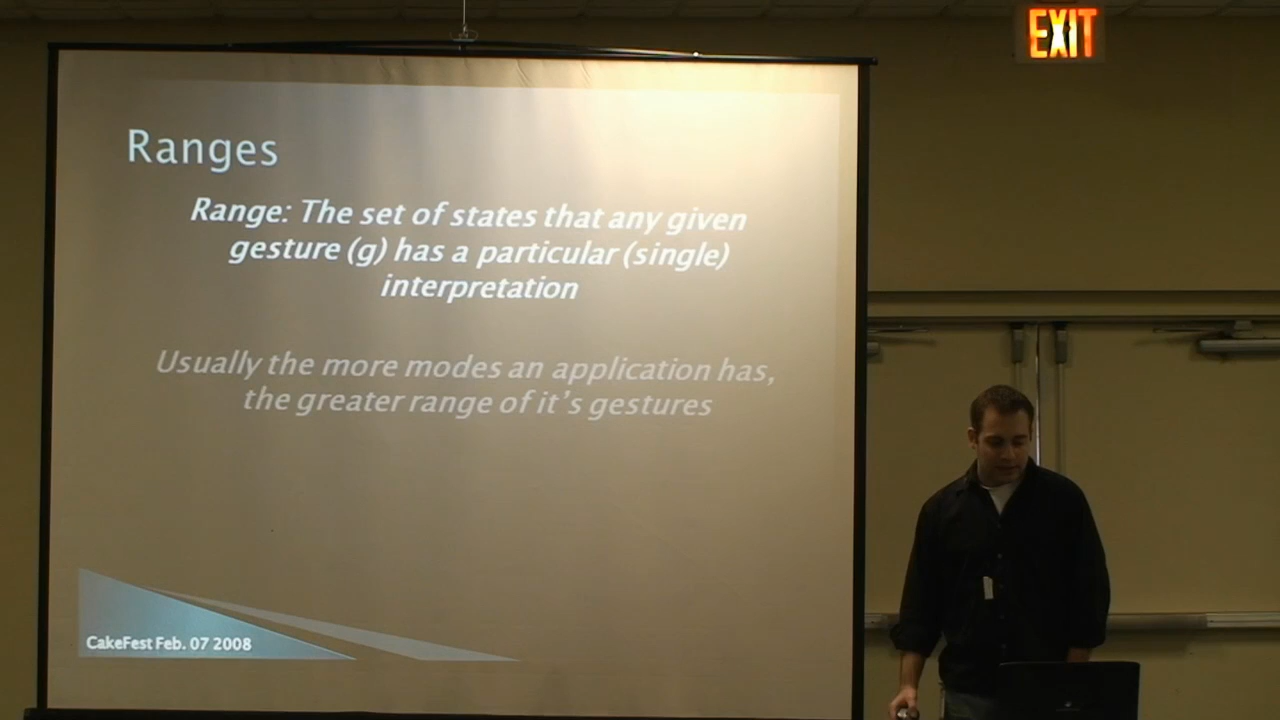 EXIT
Ranges
Range: The set of states that any given
gesture (g) has a particular (single)
interpretation
Usually the more modes an application has,
the greater range of it's gestures
CakeFest Feb. 07 2008